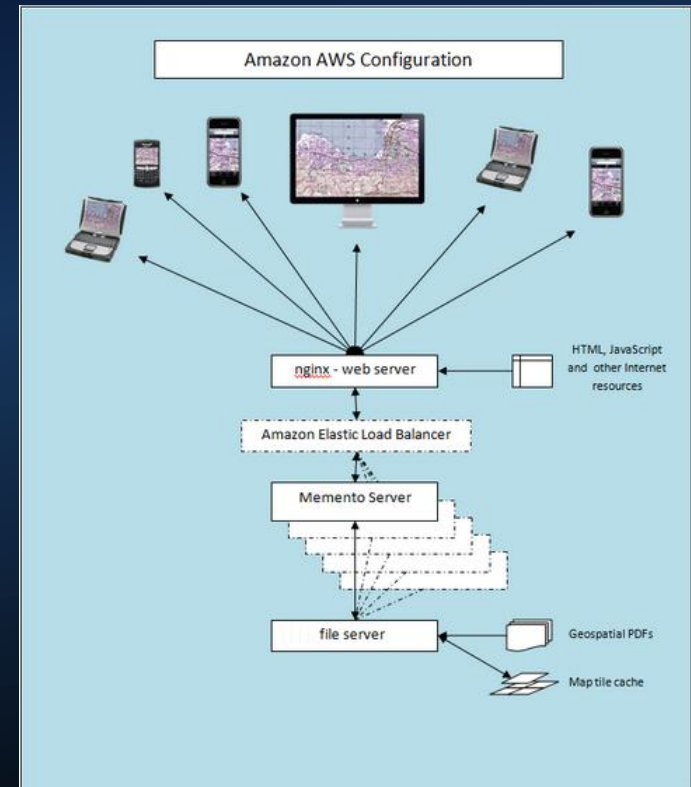 Amazon AWS Configuration
nginx - web server
HTML, JavaScript
and other Internet
resources
Amazon Elastic Load Balancer
Memento Server
file server
Geospatial PDFs
Map tile cache